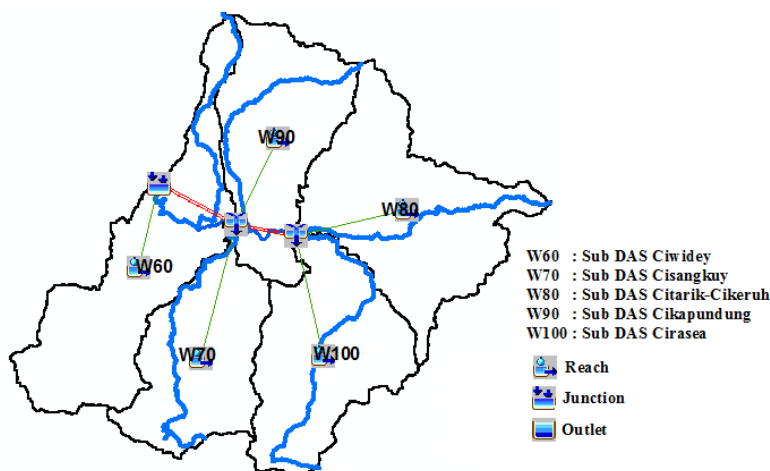 W90
W80
W60
W70
W100
W60 : Sub DAS Ciwidey
W70 : Sub DAS Cisangkuy
W80 : Sub DAS Citarik-Cikeruh
W90 : Sub DAS Cikapundung
W100 : Sub DAS Cirasea
Reach
Junction
Outlet